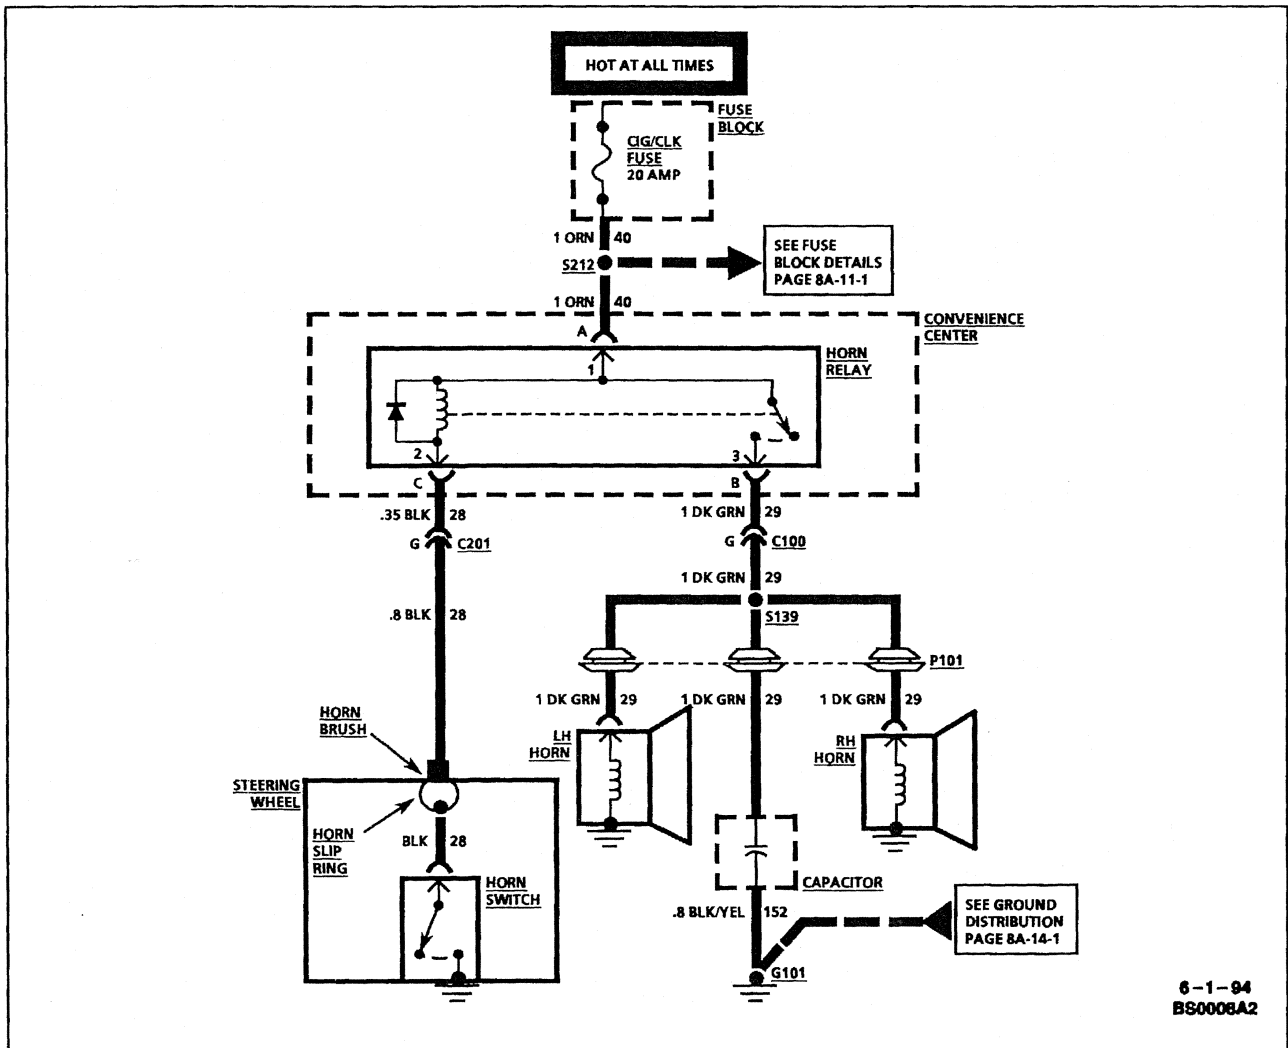 HOT AT ALL TIMES
FUSE
BLOCK
CIG/CLK
FUSE
20 AMP
1 ORN 40
S212
SEE FUSE
BLOCK DETAILS
PAGE 8A-11-1
1 ORN 40
CONVENIENCE
CENTER
A
HORN
RELAY
1
2
3
C
B
.35 BLK 28
1 DK GRN 29
G C201
G C100
1 DK GRN 29
.8 BLK 28
S139
P101
1 DK GRN 29
1 DK GRN 29
1 DK GRN 29
HORN
BRUSH
LH
HORN
RH
HORN
STEERING
WHEEL
HORN
SLIP
RING
BLK 28
HORN
SWITCH
CAPACITOR
.8 BLK/YEL 152
SEE GROUND
DISTRIBUTION
PAGE 8A-14-1
G101
6-1-94
BS0006A2